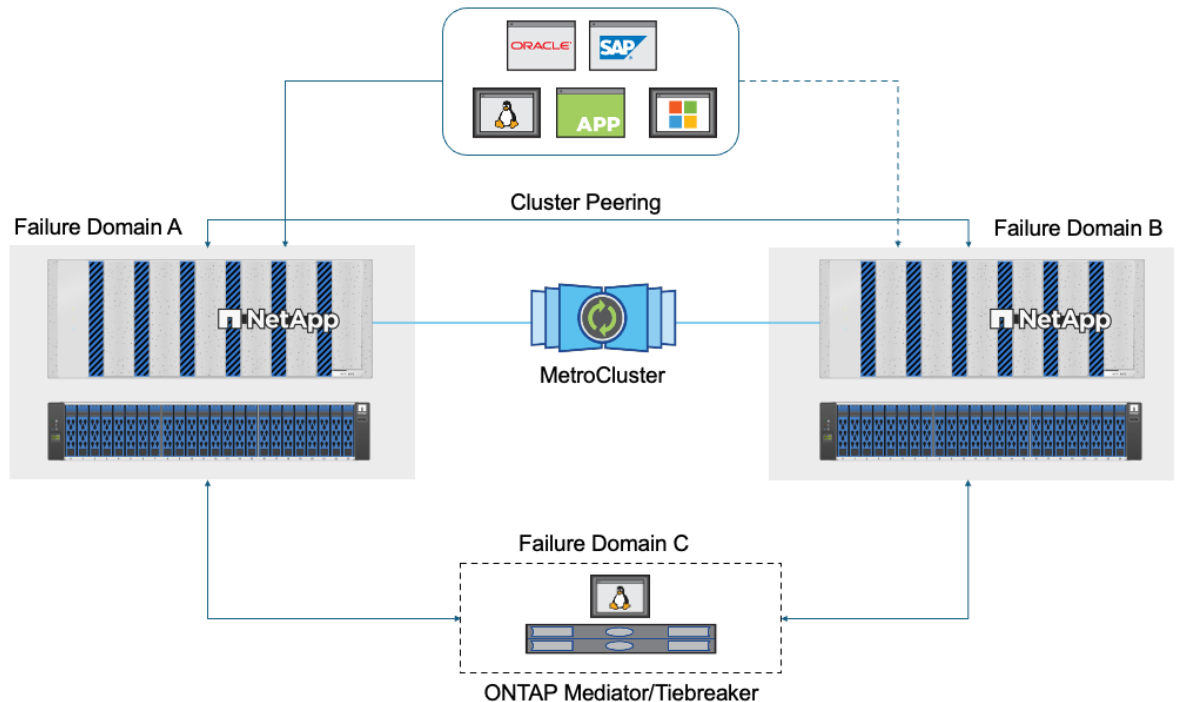 ORACLE
SAP
APP
Cluster Peering
Failure Domain A
Failure Domain B
NetApp
NetApp
MetroCluster
Failure Domain C
ONTAP Mediator/Tiebreaker